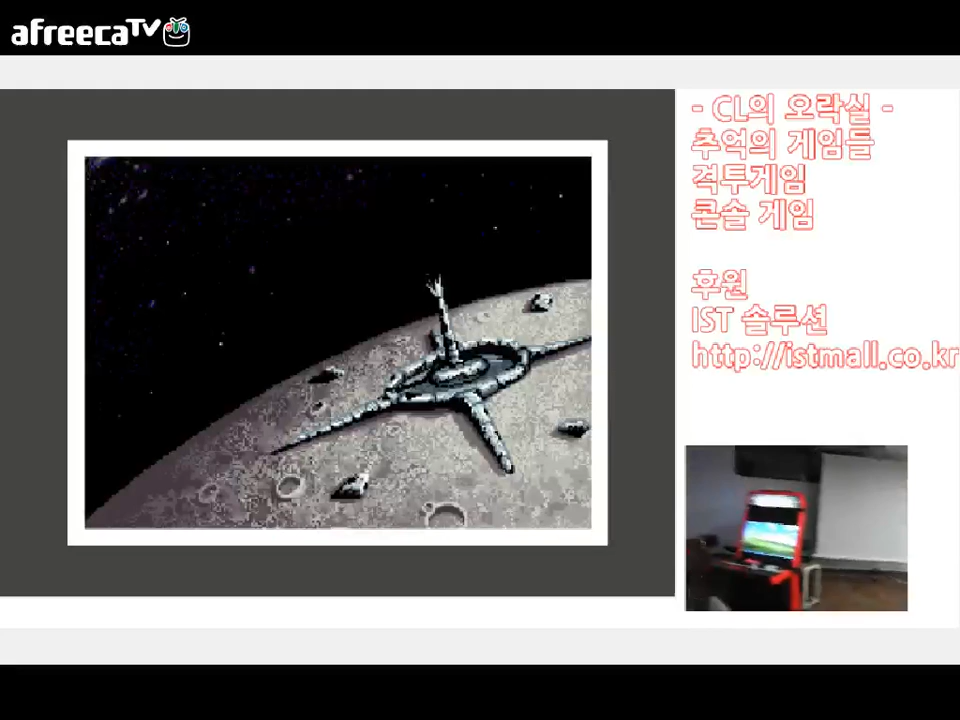 afreecaTV
- CL의 오락실 -
추억의 게임들
격투게임
콘솔 게임
후원
IST 솔루션
http://istmall.co.kr